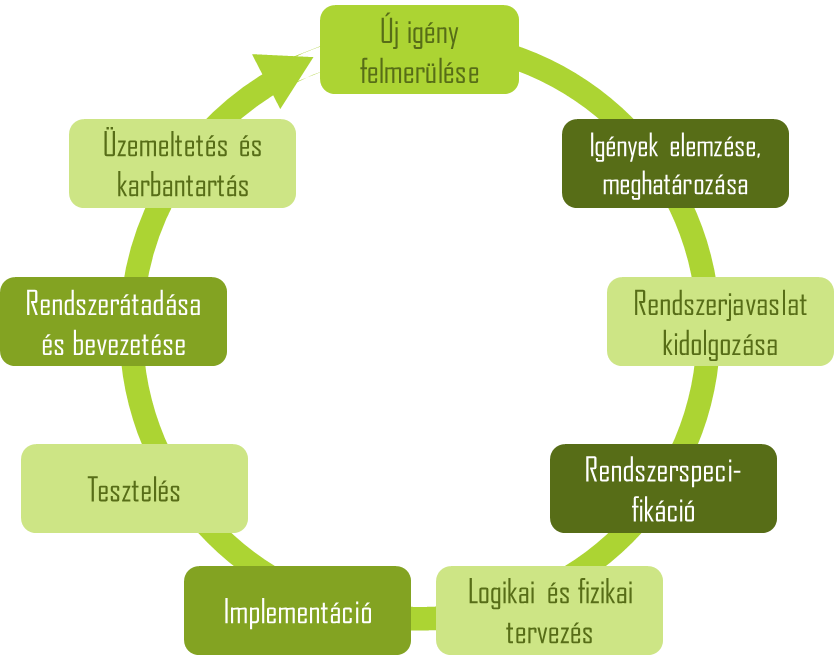 Új igény
felmerülése
Igények elemzése,
meghatározása
Rendszerjavaslat
kidolgozása
Rendszerspeci-
fikáció
Logikai és fizikai
tervezés
Implementáció
Tesztelés
Rendszerátadása
és bevezetése
Üzemeltetés és
karbantartás